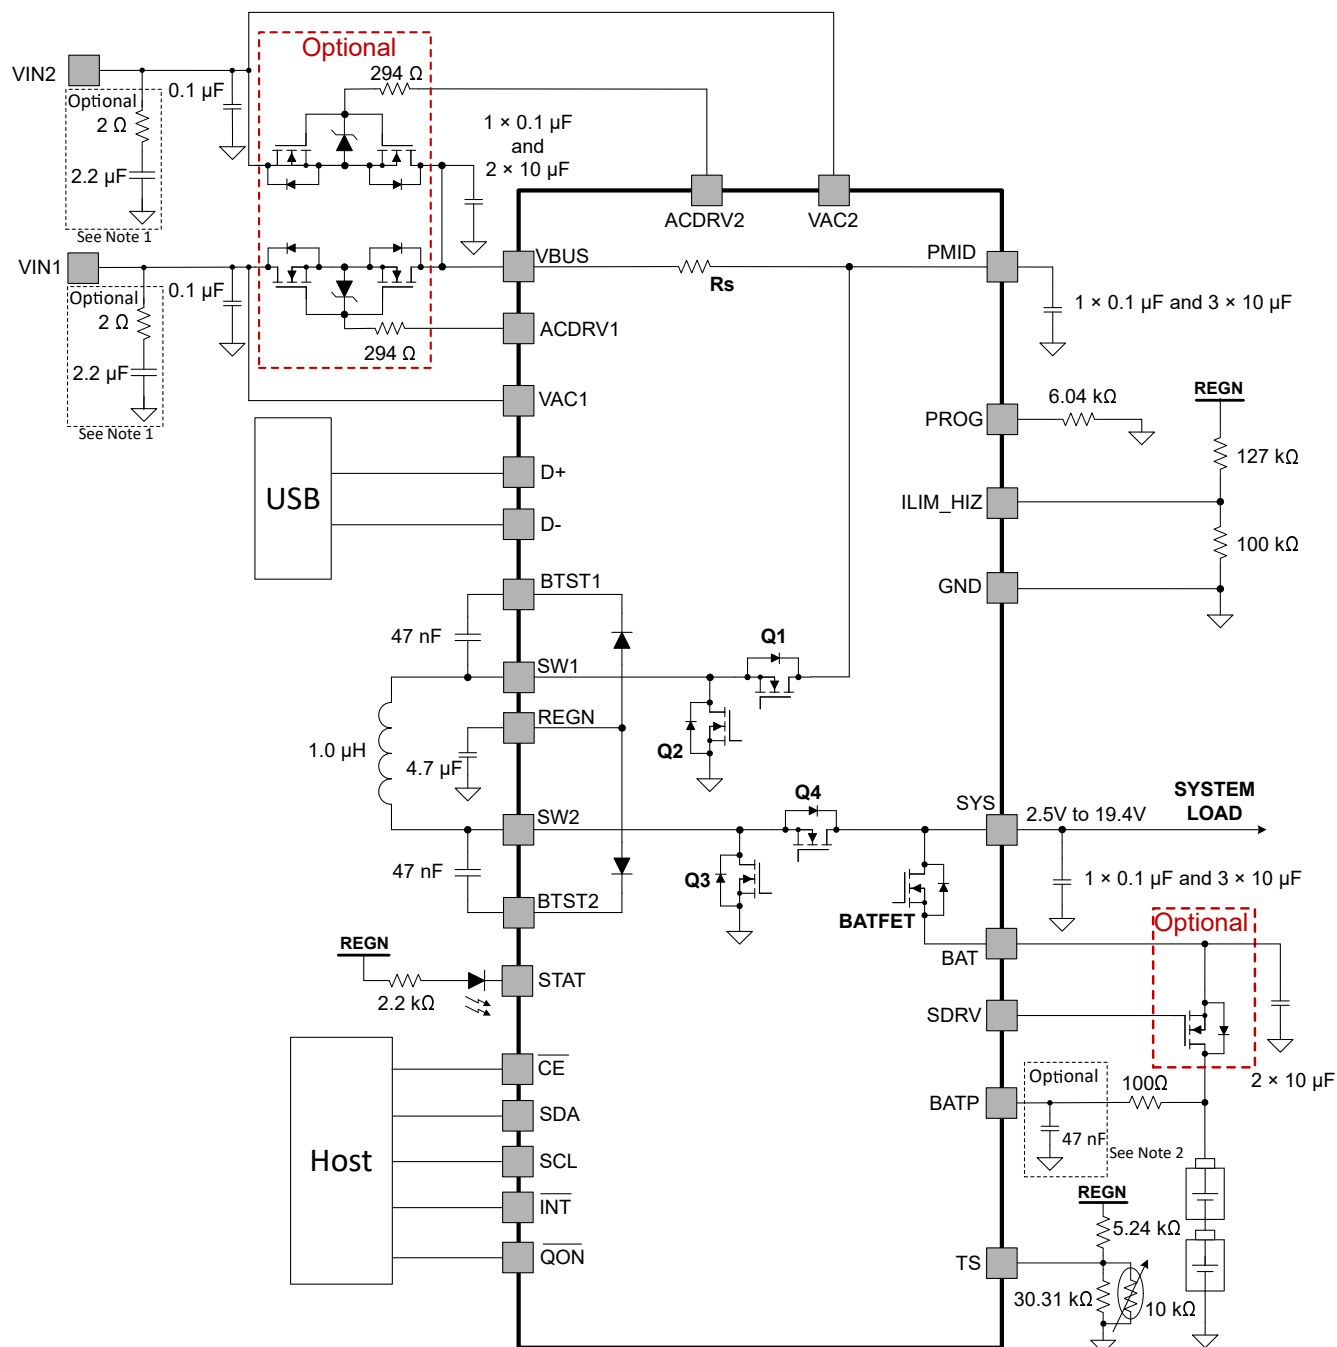 Optional
VIN2
294 Ω
0.1 µF
Optional
2 Ω
2.2 µF
See Note 1
1 × 0.1 µF
and
2 × 10 µF
ACDRV2
VAC2
VIN1
0.1 µF
Optional
2 Ω
2.2 µF
See Note 1
294 Ω
VBUS
Rs
PMID
1 × 0.1 µF and 3 × 10 µF
ACDRV1
VAC1
PROG
6.04 kΩ
REGN
127 kΩ
ILIM_HIZ
100 kΩ
GND
USB
D+
D-
BTST1
47 nF
SW1
Q1
REGN
Q2
1.0 µH
4.7 µF
SW2
Q4
SYS
2.5V to 19.4V
SYSTEM
LOAD
47 nF
Q3
BTST2
BATFET
1 × 0.1 µF and 3 × 10 µF
Optional
BAT
REGN
2.2 kΩ
STAT
SDRV
2 × 10 µF
Host
CE
SDA
SCL
INT
QON
BATP
Optional
47 nF
100Ω
See Note 2
REGN
5.24 kΩ
TS
30.31 kΩ
10 kΩ